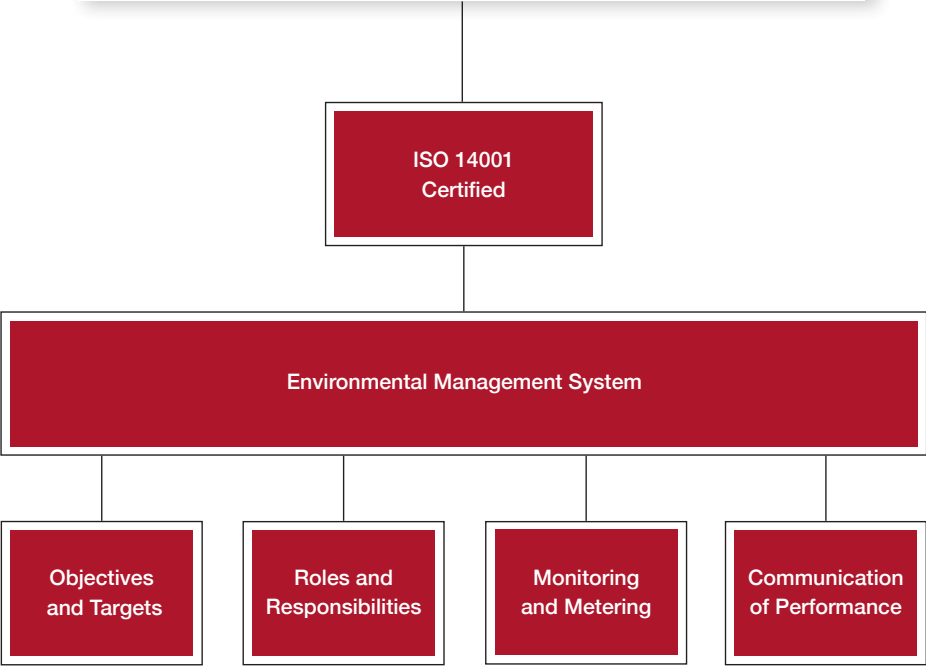 ISO 14001
Certified
Environmental Management System
Objectives
and Targets
Roles and
Responsibilities
Monitoring
and Metering
Communication
of Performance